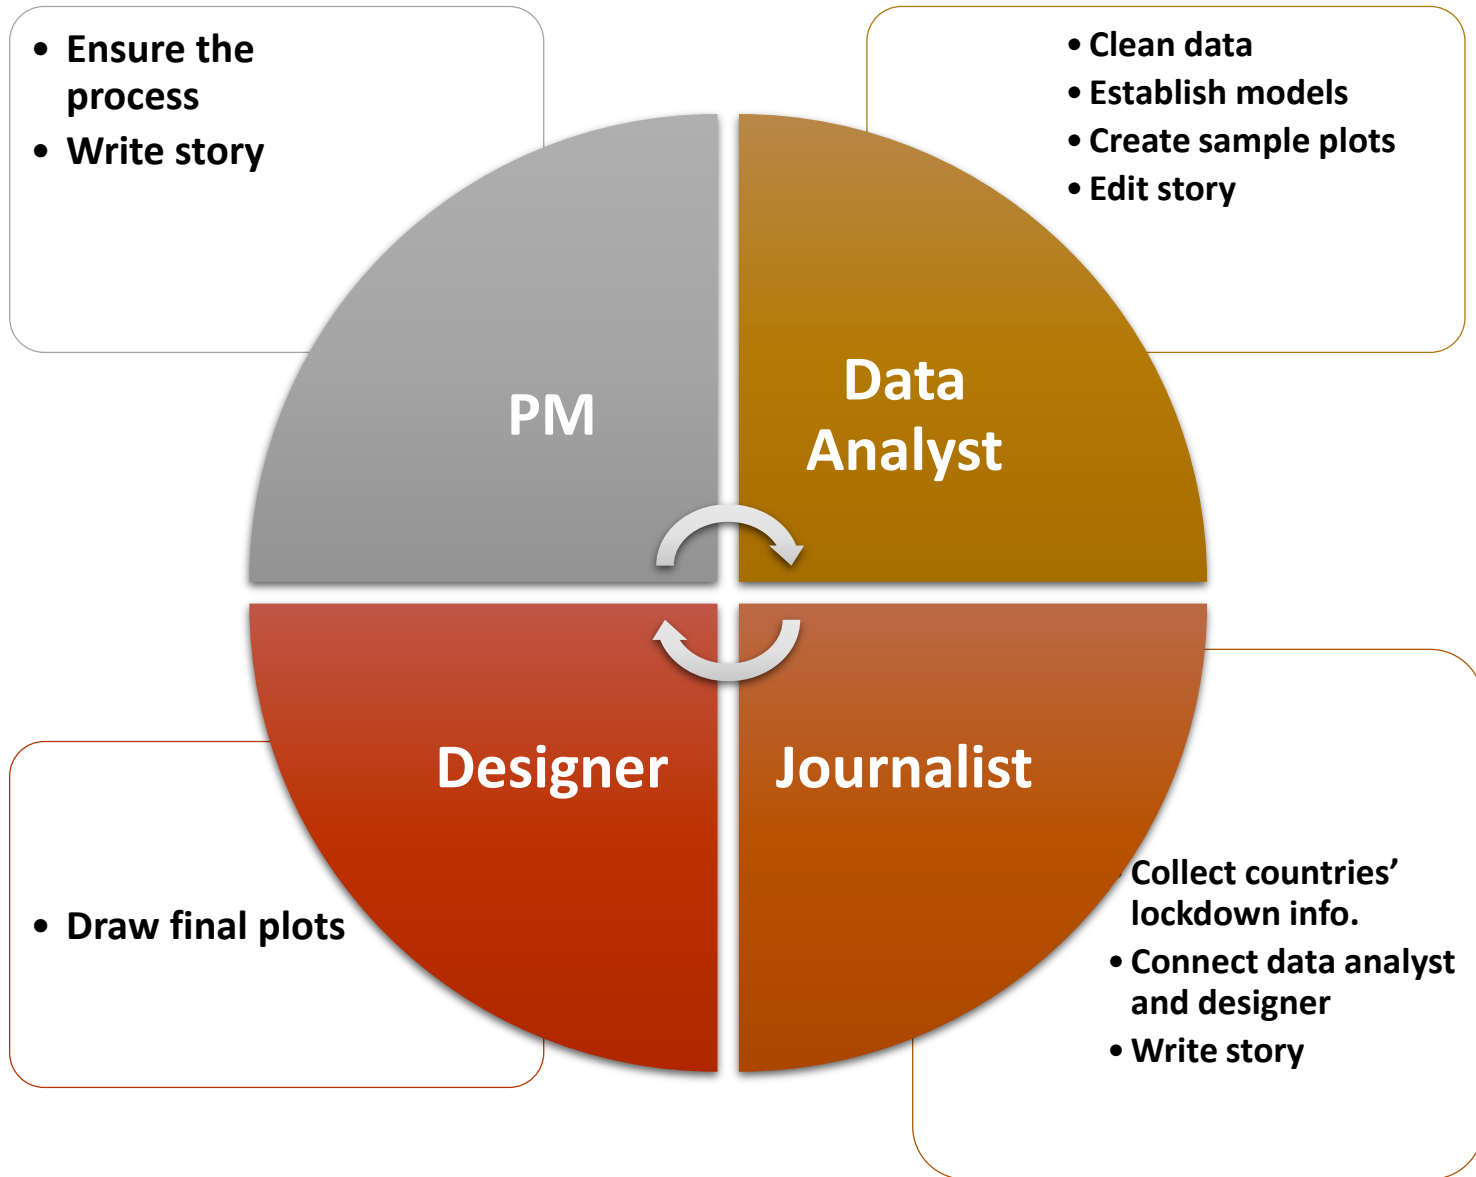 • Ensure the
process
• Write story
• Clean data
• Establish models
• Create sample plots
• Edit story
PM
Data
Analyst
Designer
Journalist
• Draw final plots
• Collect countries’
lockdown info.
• Connect data analyst
and designer
• Write story